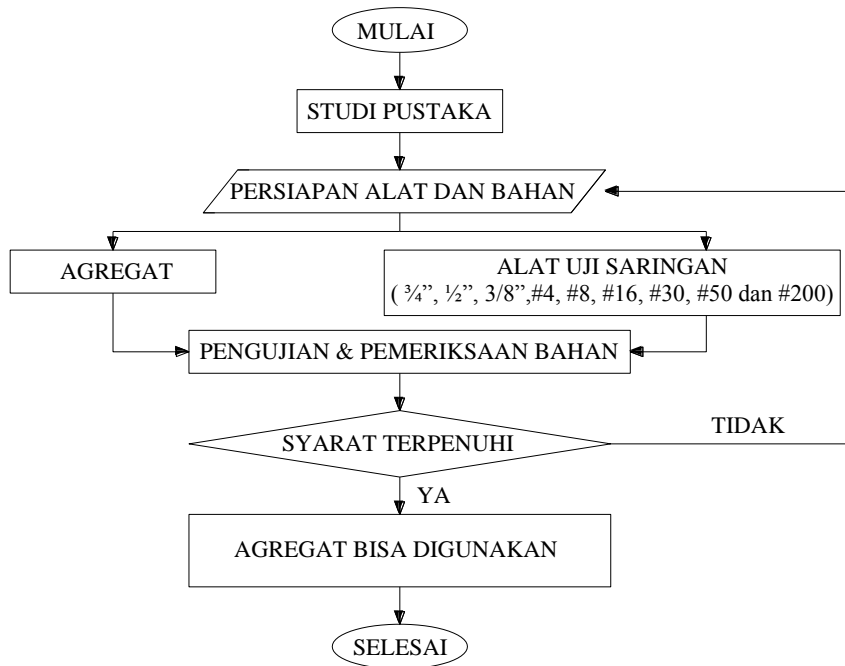 MULAI
STUDI PUSTAKA
PERSIAPAN ALAT DAN BAHAN
AGREGAT
ALAT UJI SARINGAN
( ¾”, ½”, 3/8”,#4, #8, #16, #30, #50 dan #200)
PENGUJIAN & PEMERIKSAAN BAHAN
SYARAT TERPENUHI
TIDAK
YA
AGREGAT BISA DIGUNAKAN
SELESAI